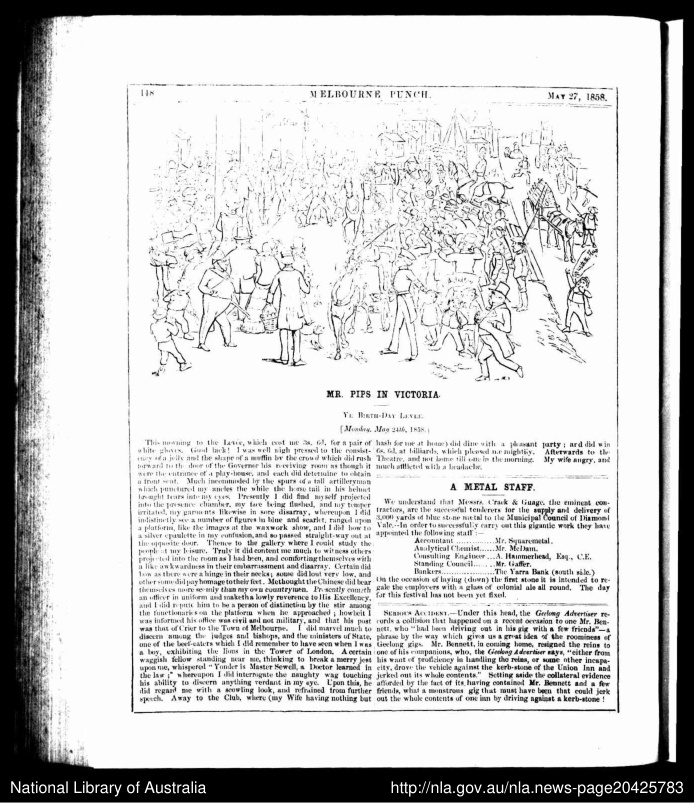 118
MELBOURNE PUNCH.
MAY 27, 1858.
MR. PIPS IN VICTORIA.
YE BIRTH-DAY LEVEE.
[Monday, May 24th, 1858.]
This morning to the Levée, which cost me 3s. 6d. for a pair of
white gloves. Good luck! I was well nigh pressed to the consist-
ency of a jelly and the shape of a muffin by the crowd which did rush
forward to the door of the Governor his receiving room as though it
were the entrance of a play-house, and each did determine to obtain
a front seat. Much incommoded by the spurs of a tall artilleryman
which punctured my ancles the while the horse tail in his helmet
brought tears into my eyes. Presently I did find myself projected
into the presence chamber, my face being flushed, and my temper
irritated, my garments likewise in sore disarray, whereupon I did
indistinctly see a number of figures in blue and scarlet, ranged upon
a platform, like the images at the waxwork show, and I did bow to
a silver epaulette in my confusion, and so passed straight-way out at
the opposite door. Thence to the gallery where I could study the
people at my leisure. Truly it did content me much to witness others
projected into the room as I had been, and comforting themselves with
a like awkwardness in their embarrassment and disarray. Certain did
bow as there were a hinge in their necks; some did lout very low, and
other some did pay homage to their feet. Methought the Chinese did bear
themselves more seemly than my own countrymen. Presently cometh
an officer in uniform and maketh a lowly reverence to His Excellency,
and I did repute him to be a person of distinction by the stir among
the functionaries on the platform when he approached; howbeit I
was informed his office was civil and not military, and that his post
was that of Crier to the Town of Melbourne. I did marvel much to
discern among the judges and bishops, and the ministers of State,
one of the beef-eaters which I did remember to have seen when I was
a boy, exhibiting the lions in the Tower of London. A certain
waggish fellow standing near me, thinking to break a merry jest
upon me, whispered "Yonder is Master Sewell, a Doctor learned in
the law;" whereupon I did interrogate the naughty wag touching
his ability to discern anything verdant in my eye. Upon this, he
did regard me with a scowling look, and refrained from further
speech. Away to the Club, where (my Wife having nothing but
hash for me at home) did dine with a pleasant party; and did win
6s. 6d. at billiards, which pleased me mightily. Afterwards to the
Theatre, and not home till one in the morning. My wife angry, and
much afflicted with a headache.
A METAL STAFF.
We understand that Messrs. Crack & Guage, the eminent con-
tractors, are the successful tenderers for the supply and delivery of
8,000 yards of blue stone metal to the Municipal Council of Diamond
Vale.—In order to successfully carry out this gigantic work they have
appointed the following staff:—
Accountant ............Mr. Squaremetal.
Analytical Chemist......Mr. McDam.
Consulting Engineer...A. Hammerhead, Esq., C.E.
Standing Council.......Mr. Gaffer.
Bankers.................The Yarra Bank (south side.)
On the occasion of laying (down) the first stone it is intended to re-
gale the employers with a glass of colonial ale all round. The day
for this festival has not been yet fixed.
SERIOUS ACCIDENT.—Under this head, the Geelong Advertiser re-
cords a collision that happened on a recent occasion to one Mr. Ben-
nett, who "had been driving out in his gig with a few friends"—a
phrase by the way which gives us a great idea of the roominess of
Geelong gigs. Mr. Bennett, in coming home, resigned the reins to
one of his companions, who, the Geelong Advertiser says, "either from
his want of proficiency in handling the reins, or some other incapa-
city, drove the vehicle against the kerb-stone of the Union Inn and
jerked out its whole contents." Setting aside the collateral evidence
afforded by the fact of its having contained Mr. Bennett and a few
friends, what a monstrous gig that must have been that could jerk
out the whole contents of one inn by driving against a kerb-stone!
National Library of Australia
http://nla.gov.au/nla.news-page20425783